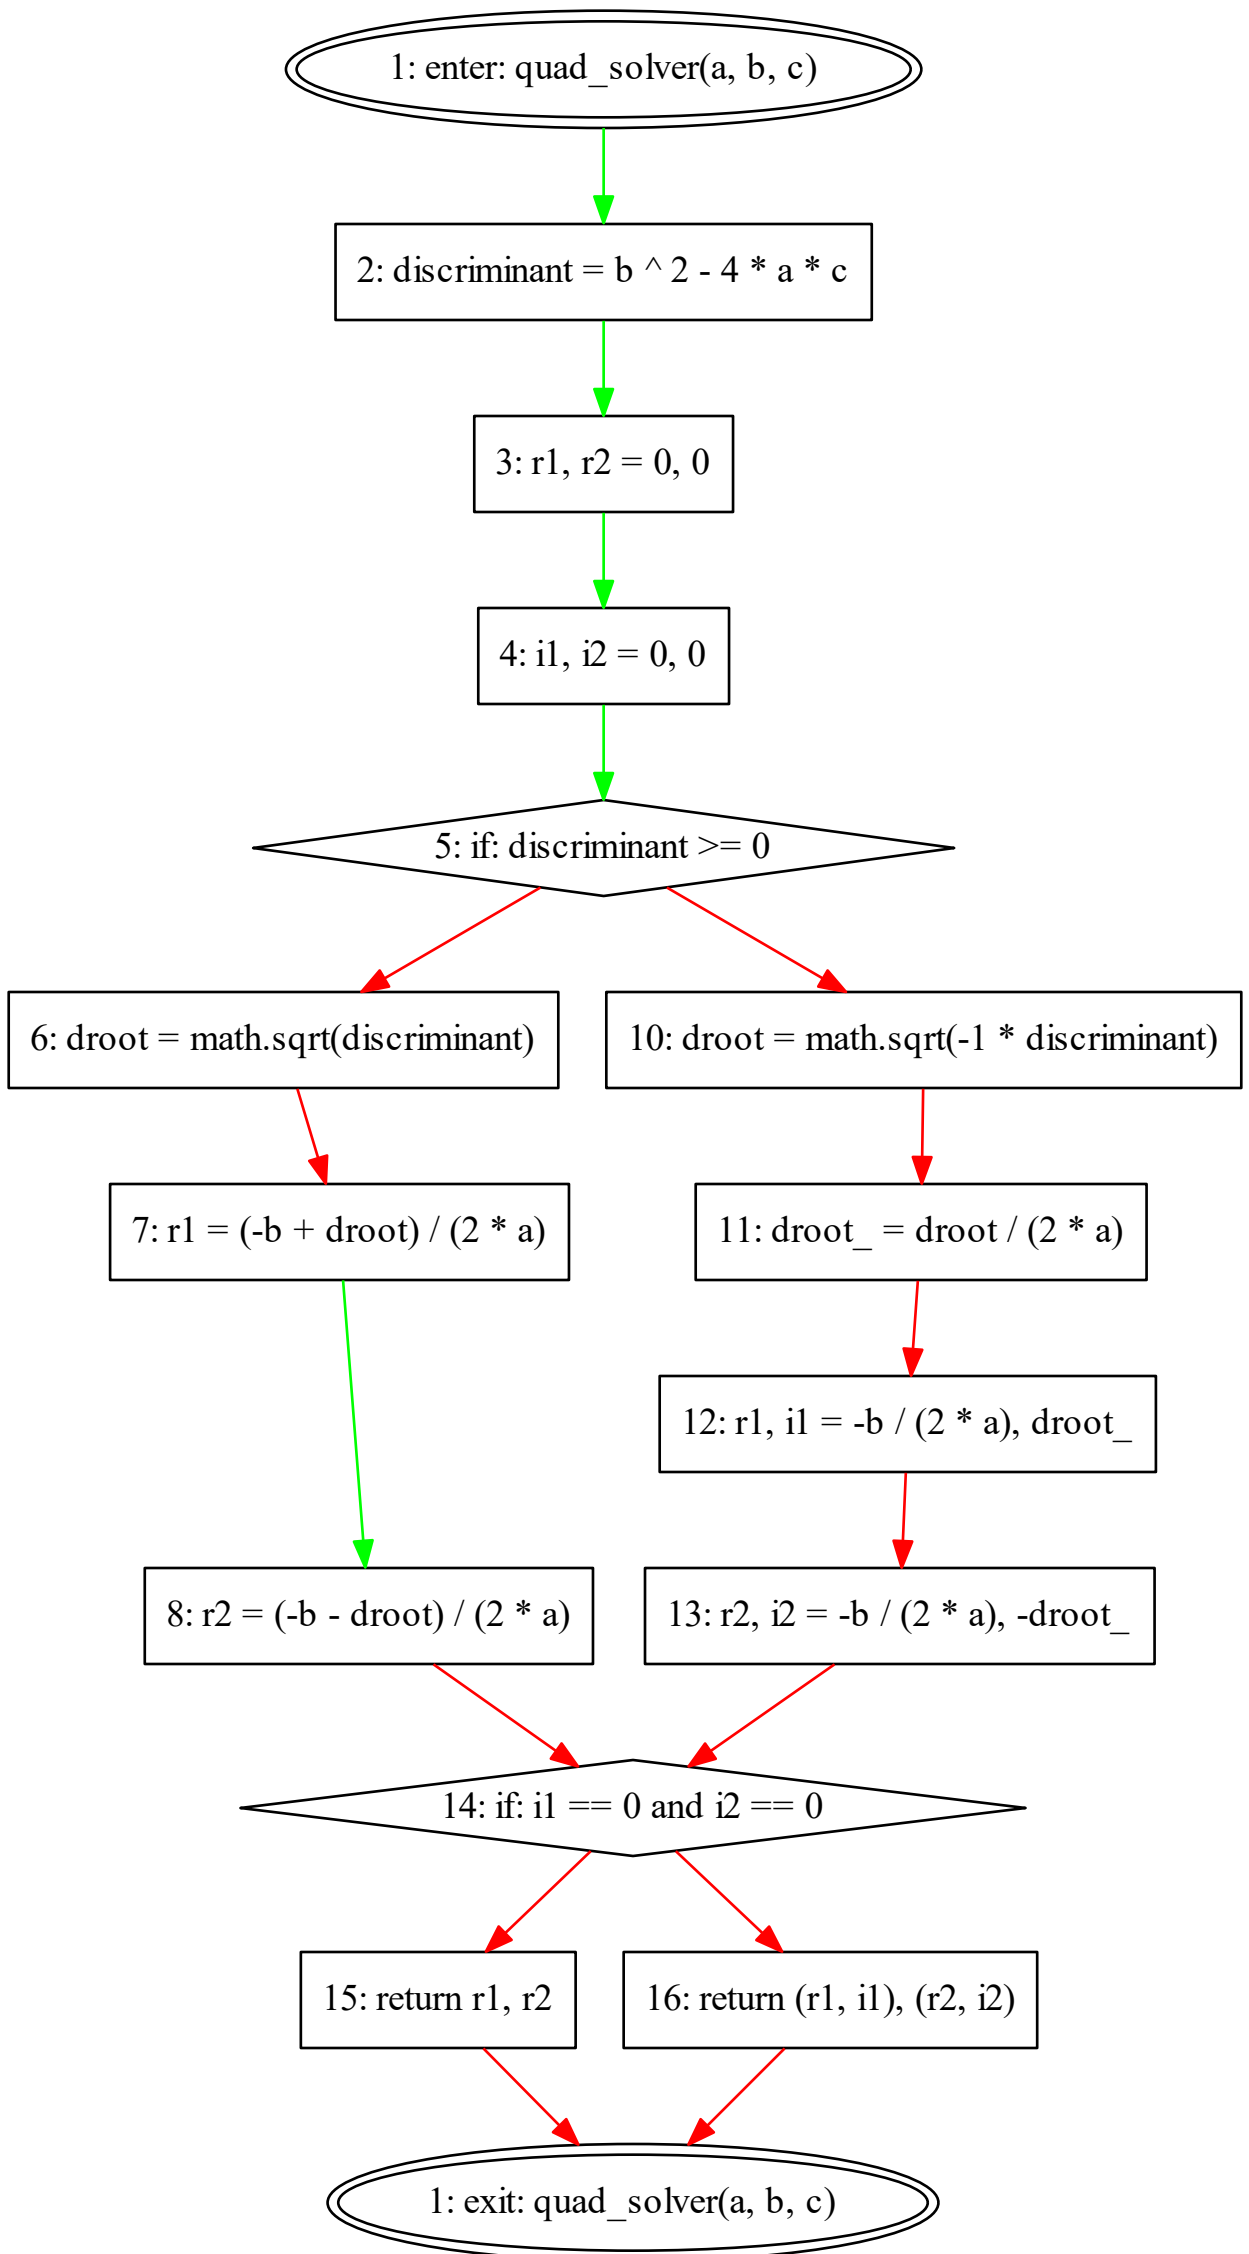 1: enter: quad_solver(a, b, c)
2: discriminant = b ^ 2 - 4 * a * c
3: r1, r2 = 0, 0
4: i1, i2 = 0, 0
5: if: discriminant >= 0
6: droot = math.sqrt(discriminant)
10: droot = math.sqrt(-1 * discriminant)
7: r1 = (-b + droot) / (2 * a)
11: droot_ = droot / (2 * a)
12: r1, i1 = -b / (2 * a), droot_
8: r2 = (-b - droot) / (2 * a)
13: r2, i2 = -b / (2 * a), -droot_
14: if: i1 == 0 and i2 == 0
15: return r1, r2
16: return (r1, i1), (r2, i2)
1: exit: quad_solver(a, b, c)